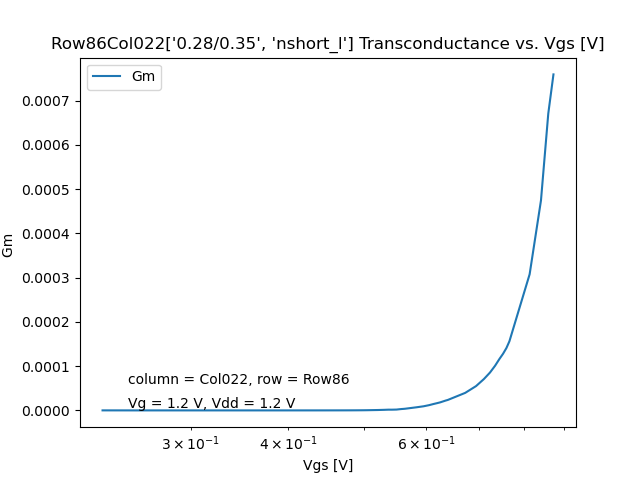 Row86Col022['0.28/0.35', 'nshort_l'] Transconductance vs. Vgs [V]
Gm
0.0007
0.0006
0.0005
0.0004
0.0003
0.0002
0.0001
0.0000
Gm
column = Col022, row = Row86
Vg = 1.2 V, Vdd = 1.2 V
3 × 10⁻¹
4 × 10⁻¹
6 × 10⁻¹
Vgs [V]